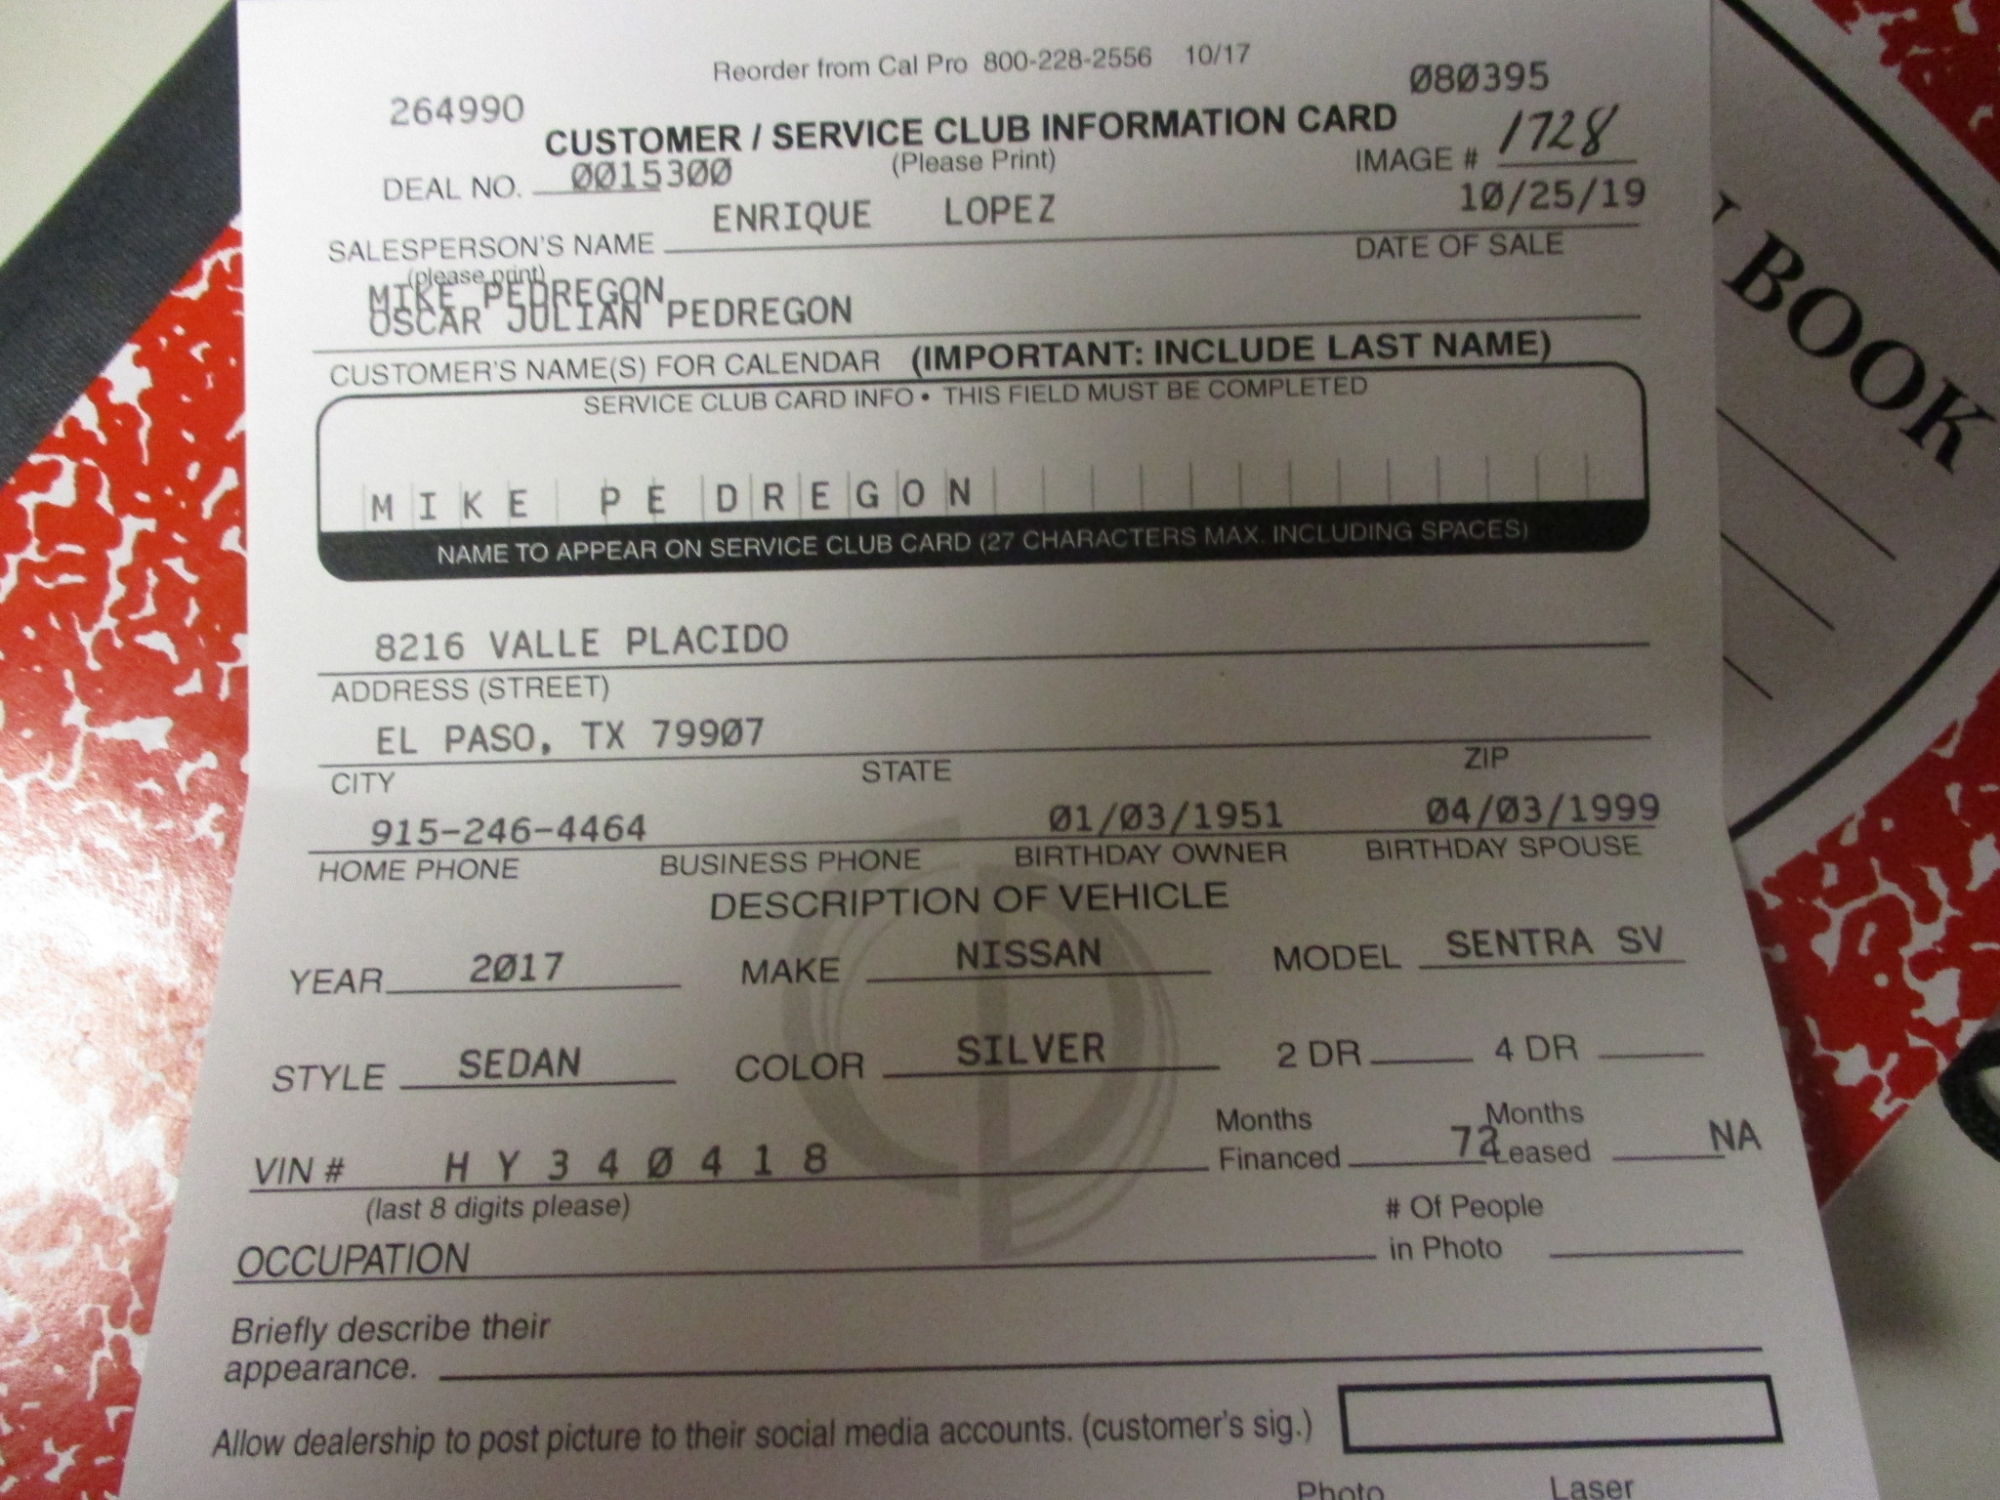 Reorder from Cal Pro 800-228-2556 10/17
264990 080395
CUSTOMER / SERVICE CLUB INFORMATION CARD
DEAL NO. 0015300 (Please Print) IMAGE # 1728
ENRIQUE LOPEZ 10/25/19
SALESPERSON'S NAME DATE OF SALE
(please print)
MIKE PEDREGON
OSCAR JULIAN PEDREGON
CUSTOMER'S NAME(S) FOR CALENDAR (IMPORTANT: INCLUDE LAST NAME)
SERVICE CLUB CARD INFO • THIS FIELD MUST BE COMPLETED
MIKE PEDREGON
NAME TO APPEAR ON SERVICE CLUB CARD (27 CHARACTERS MAX. INCLUDING SPACES)
8216 VALLE PLACIDO
ADDRESS (STREET)
EL PASO, TX 79907
CITY STATE ZIP
915-246-4464 01/03/1951 04/03/1999
HOME PHONE BUSINESS PHONE BIRTHDAY OWNER BIRTHDAY SPOUSE
DESCRIPTION OF VEHICLE
YEAR 2017 MAKE NISSAN MODEL SENTRA SV
STYLE SEDAN COLOR SILVER 2 DR 4 DR
Months Months
VIN # HY340418 Financed 72 Leased NA
(last 8 digits please) # Of People
OCCUPATION in Photo
Briefly describe their
appearance.
Allow dealership to post picture to their social media accounts. (customer's sig.)
Photo Laser
BOOK